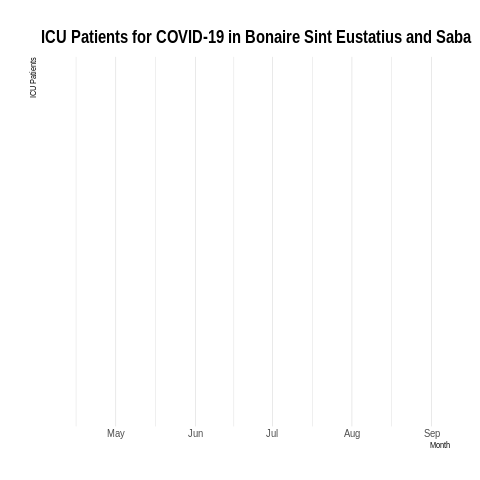 ICU Patients for COVID-19 in Bonaire Sint Eustatius and Saba
ICU Patients
May Jun Jul Aug Sep
Month